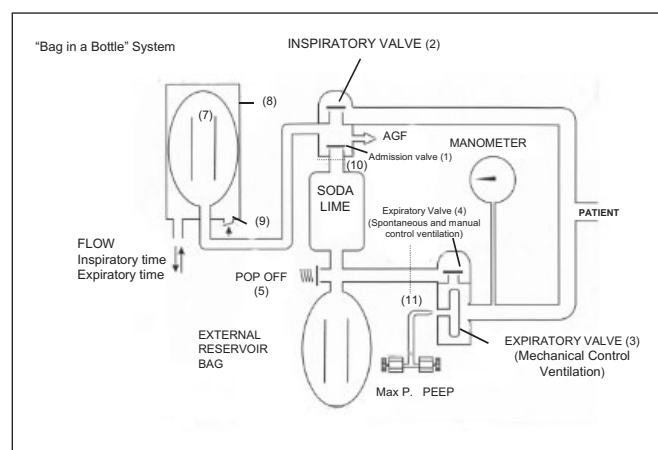 “Bag in a Bottle” System
INSPIRATORY VALVE (2)
(8)
(7)
AGF
MANOMETER
Admission valve (1)
(10)
SODA
LIME
Expiratory Valve (4)
(Spontaneous and manual
control ventilation)
PATIENT
(9)
FLOW
Inspiratory time
Expiratory time
POP OFF
(5)
(11)
EXTERNAL
RESERVOIR
BAG
EXPIRATORY VALVE (3)
(Mechanical Control
Ventilation)
Max P. PEEP